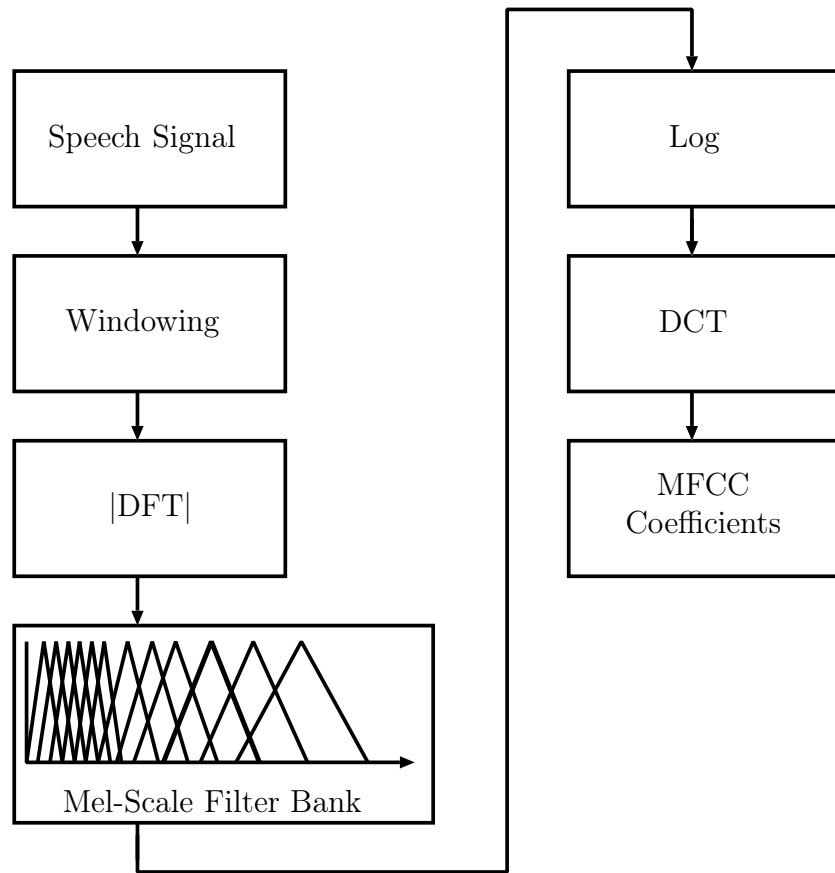 Speech Signal
Windowing
|DFT|
Mel-Scale Filter Bank
Log
DCT
MFCC
Coefficients